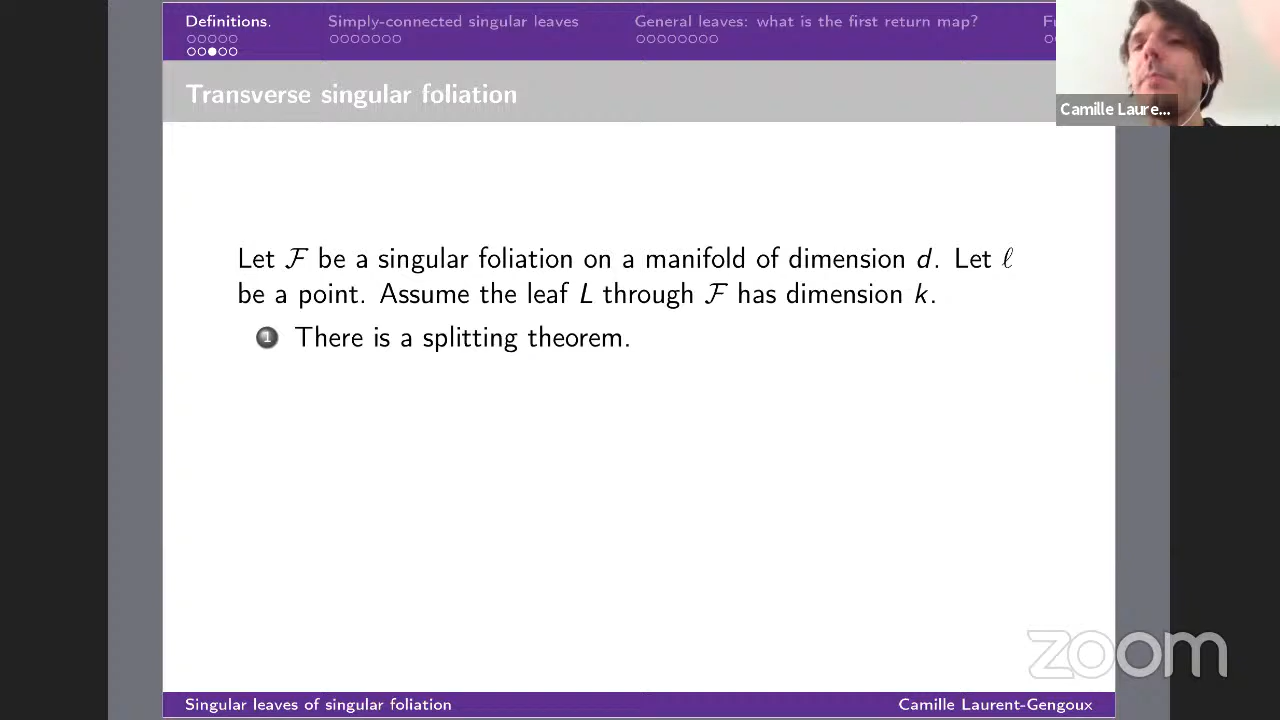 Definitions.
Simply-connected singular leaves
General leaves: what is the first return map?
Transverse singular foliation
Camille Laure...
Let ℱ be a singular foliation on a manifold of dimension d. Let ℓ
be a point. Assume the leaf L through ℱ has dimension k.
1 There is a splitting theorem.
zoom
Singular leaves of singular foliation
Camille Laurent-Gengoux